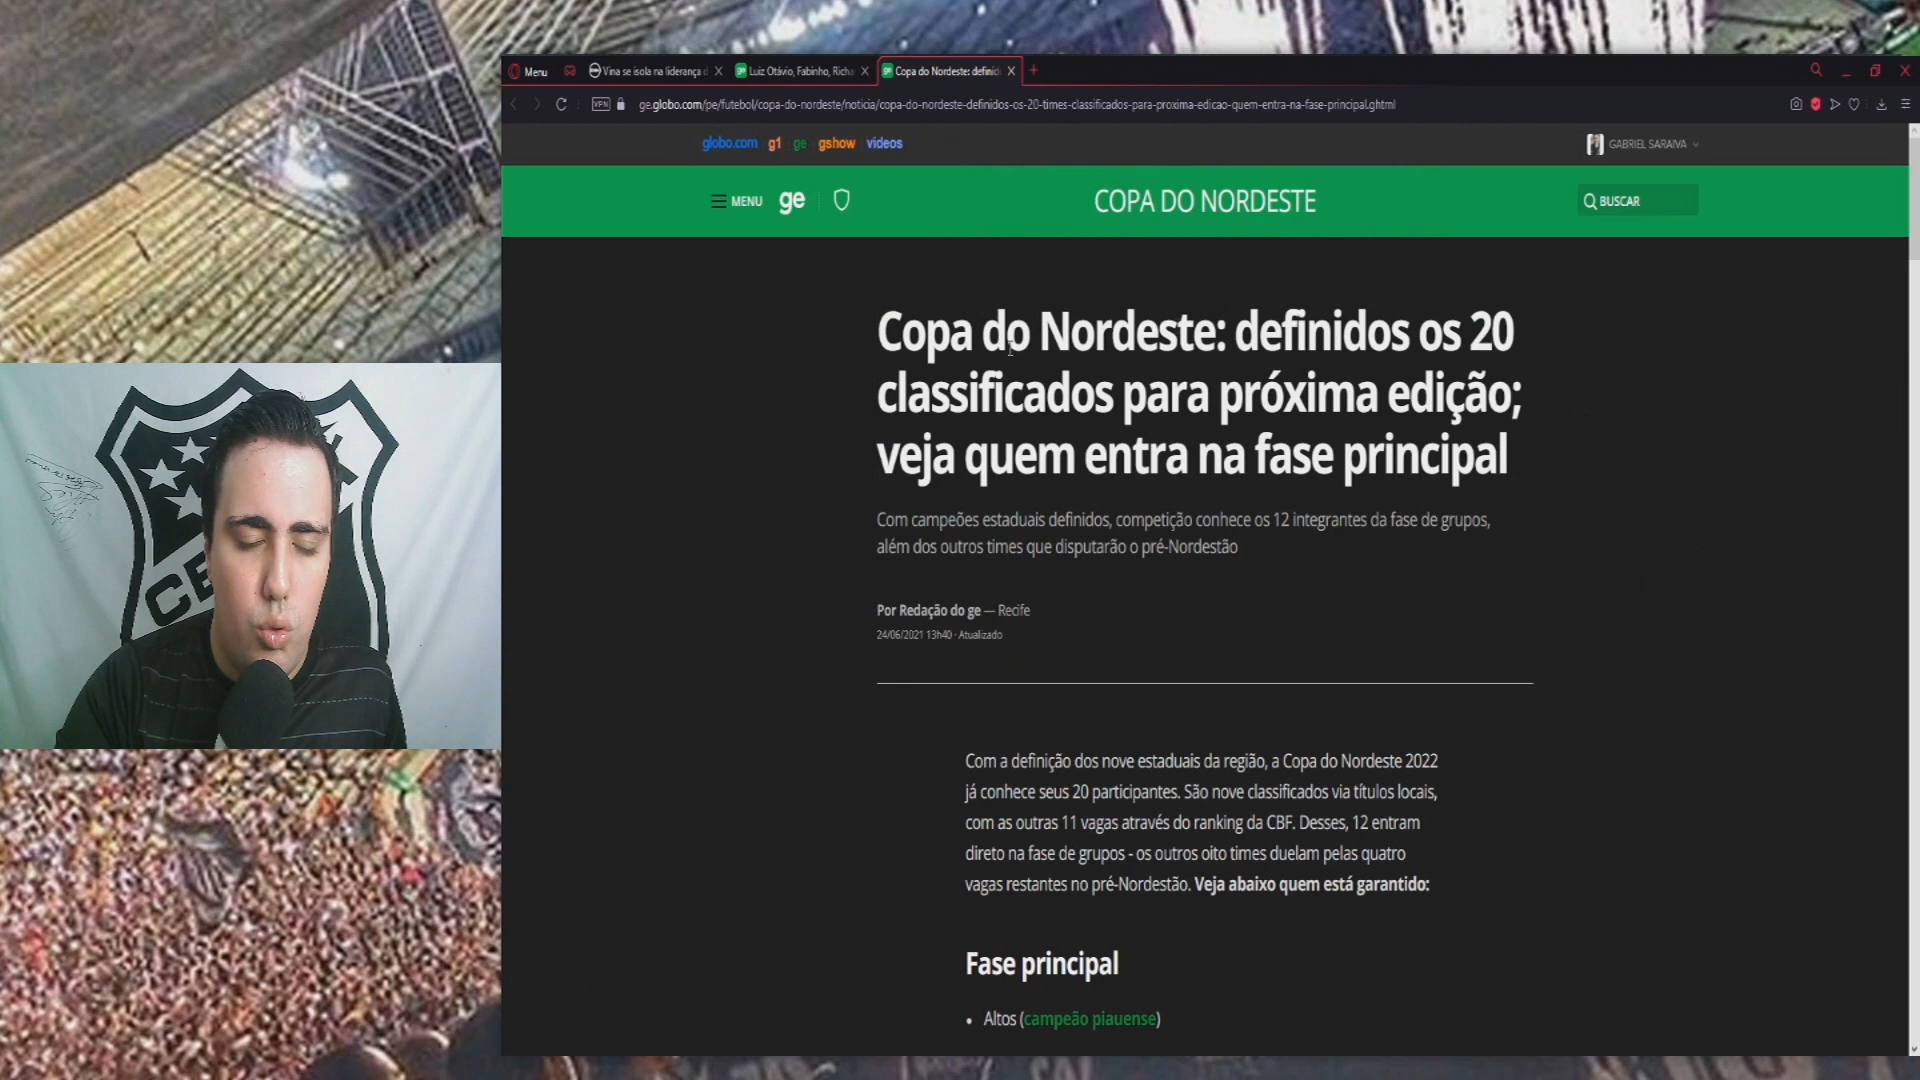 Menu
Vina se isola na liderança d
Luiz Otávio, Fabinho, Richa
Copa do Nordeste: definid
VPN
ge.globo.com/pe/futebol/copa-do-nordeste/noticia/copa-do-nordeste-definidos-os-20-times-classificados-para-proxima-edicao-quem-entra-na-fase-principal.ghtml
globo.com g1 ge gshow vídeos
GABRIEL SARAIVA
MENU ge
COPA DO NORDESTE
BUSCAR
Copa do Nordeste: definidos os 20
classificados para próxima edição;
veja quem entra na fase principal
Com campeões estaduais definidos, competição conhece os 12 integrantes da fase de grupos,
além dos outros times que disputarão o pré-Nordestão
Por Redação do ge — Recife
24/06/2021 13h40 · Atualizado
Com a definição dos nove estaduais da região, a Copa do Nordeste 2022
já conhece seus 20 participantes. São nove classificados via títulos locais,
com as outras 11 vagas através do ranking da CBF. Desses, 12 entram
direto na fase de grupos - os outros oito times duelam pelas quatro
vagas restantes no pré-Nordestão. Veja abaixo quem está garantido:
Fase principal
• Altos (campeão piauense)